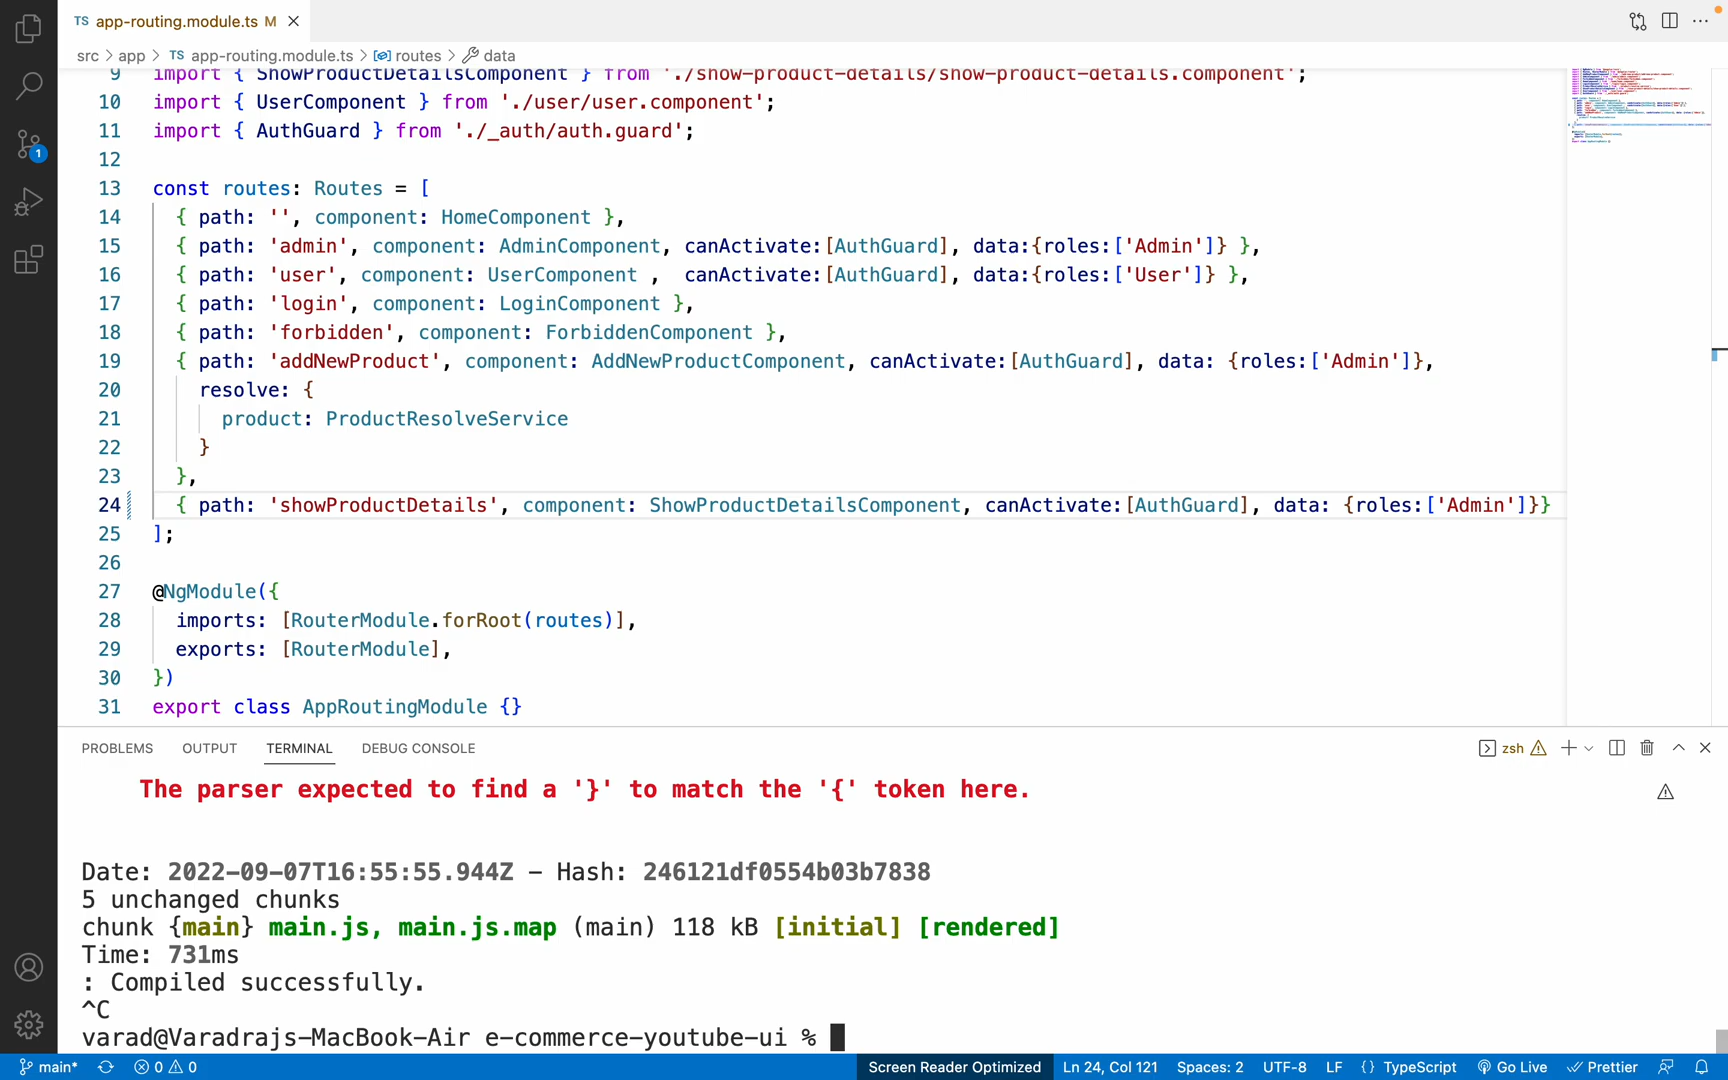 TS app-routing.module.ts M
src > app > TS app-routing.module.ts > routes > data
9 import { ShowProductDetailsComponent } from './show-product-details/show-product-details.component';
10 import { UserComponent } from './user/user.component';
11 import { AuthGuard } from './_auth/auth.guard';
12
13 const routes: Routes = [
14 { path: '', component: HomeComponent },
15 { path: 'admin', component: AdminComponent, canActivate:[AuthGuard], data:{roles:['Admin']} },
16 { path: 'user', component: UserComponent ,  canActivate:[AuthGuard], data:{roles:['User']} },
17 { path: 'login', component: LoginComponent },
18 { path: 'forbidden', component: ForbiddenComponent },
19 { path: 'addNewProduct', component: AddNewProductComponent, canActivate:[AuthGuard], data: {roles:['Admin']},
20 resolve: {
21 product: ProductResolveService
22 }
23 },
24 { path: 'showProductDetails', component: ShowProductDetailsComponent, canActivate:[AuthGuard], data: {roles:['Admin']}}
25 ];
26
27 @NgModule({
28 imports: [RouterModule.forRoot(routes)],
29 exports: [RouterModule],
30 })
31 export class AppRoutingModule {}
PROBLEMS OUTPUT TERMINAL DEBUG CONSOLE zsh
The parser expected to find a '}' to match the '{' token here.
Date: 2022-09-07T16:55:55.944Z - Hash: 246121df0554b03b7838
5 unchanged chunks
chunk {main} main.js, main.js.map (main) 118 kB [initial] [rendered]
Time: 731ms
: Compiled successfully.
^C
varad@Varadrajs-MacBook-Air e-commerce-youtube-ui %
1
main* 0 0 Screen Reader Optimized Ln 24, Col 121 Spaces: 2 UTF-8 LF {} TypeScript Go Live Prettier